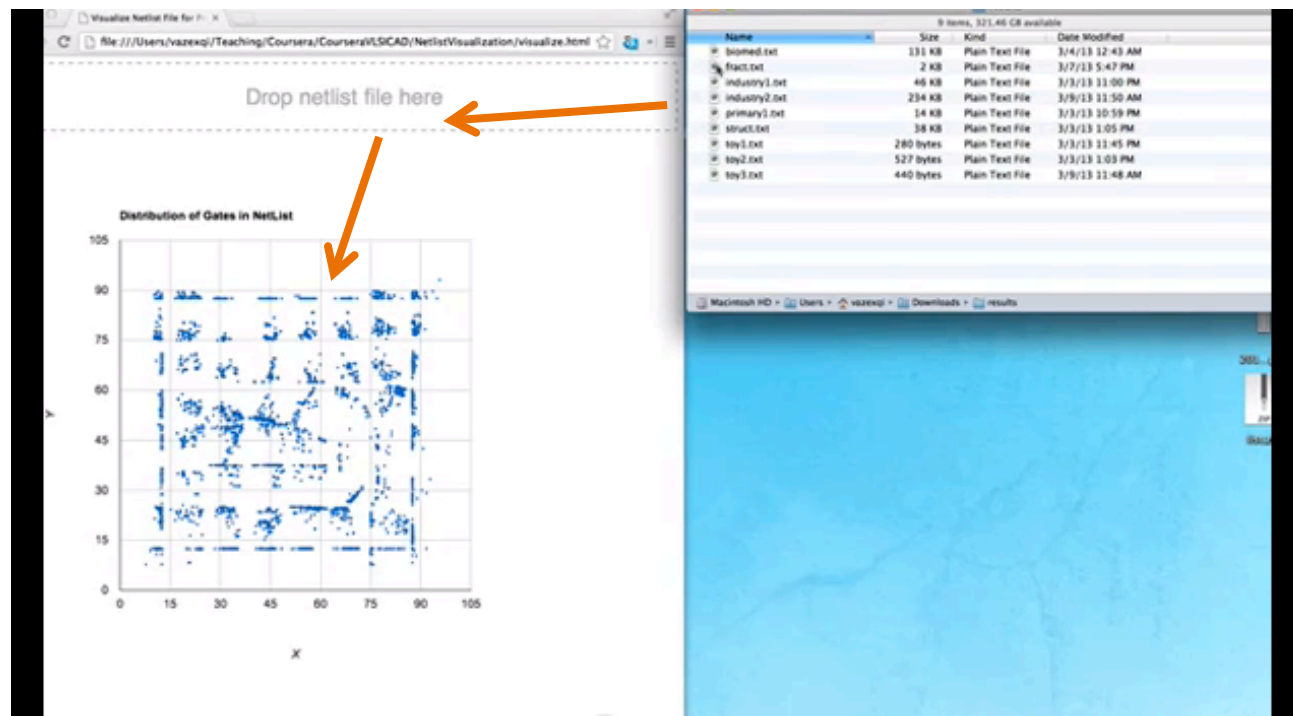 Visualize Netlist File for Pr
file:///Users/vazexqi/Teaching/Coursera/CourseraVLSICAD/NetlistVisualization/visualize.html
Drop netlist file here
Distribution of Gates in NetList
105
90
75
60
45
30
15
0
Y
0 15 30 45 60 75 90 105
X
9 items, 321.46 GB available
Name Size Kind Date Modified
biomed.txt 131 KB Plain Text File 3/4/13 12:43 AM
fract.txt 2 KB Plain Text File 3/7/13 5:47 PM
industry1.txt 46 KB Plain Text File 3/3/13 11:00 PM
industry2.txt 234 KB Plain Text File 3/9/13 11:50 AM
primary1.txt 14 KB Plain Text File 3/3/13 10:59 PM
struct.txt 38 KB Plain Text File 3/3/13 1:05 PM
toy1.txt 280 bytes Plain Text File 3/3/13 11:45 PM
toy2.txt 527 bytes Plain Text File 3/3/13 1:03 PM
toy3.txt 440 bytes Plain Text File 3/9/13 11:48 AM
Macintosh HD Users vazexqi Downloads results
ZIP